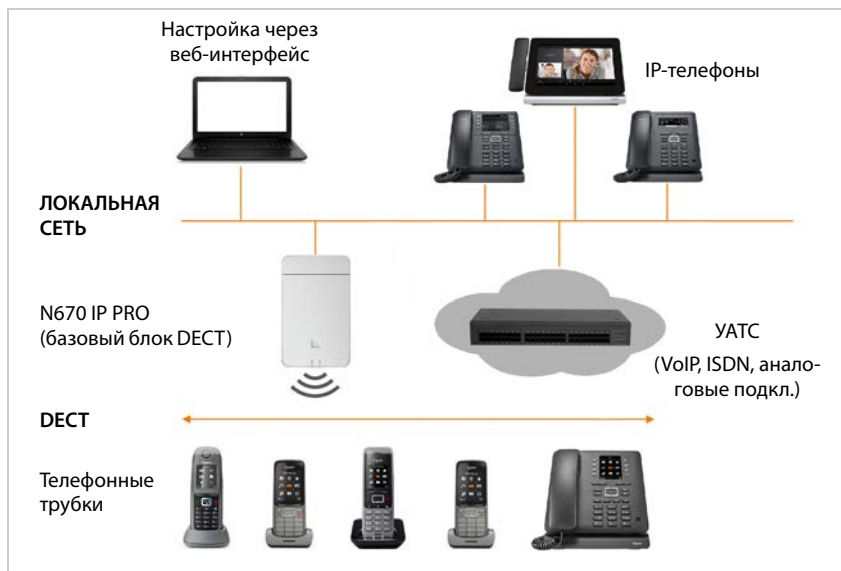 Настройка через
веб-интерфейс
IP-телефоны
ЛОКАЛЬНАЯ
СЕТЬ
N670 IP PRO
(базовый блок DECT)
УАТС
(VoIP, ISDN, анало-
говые подкл.)
DECT
Телефонные
трубки